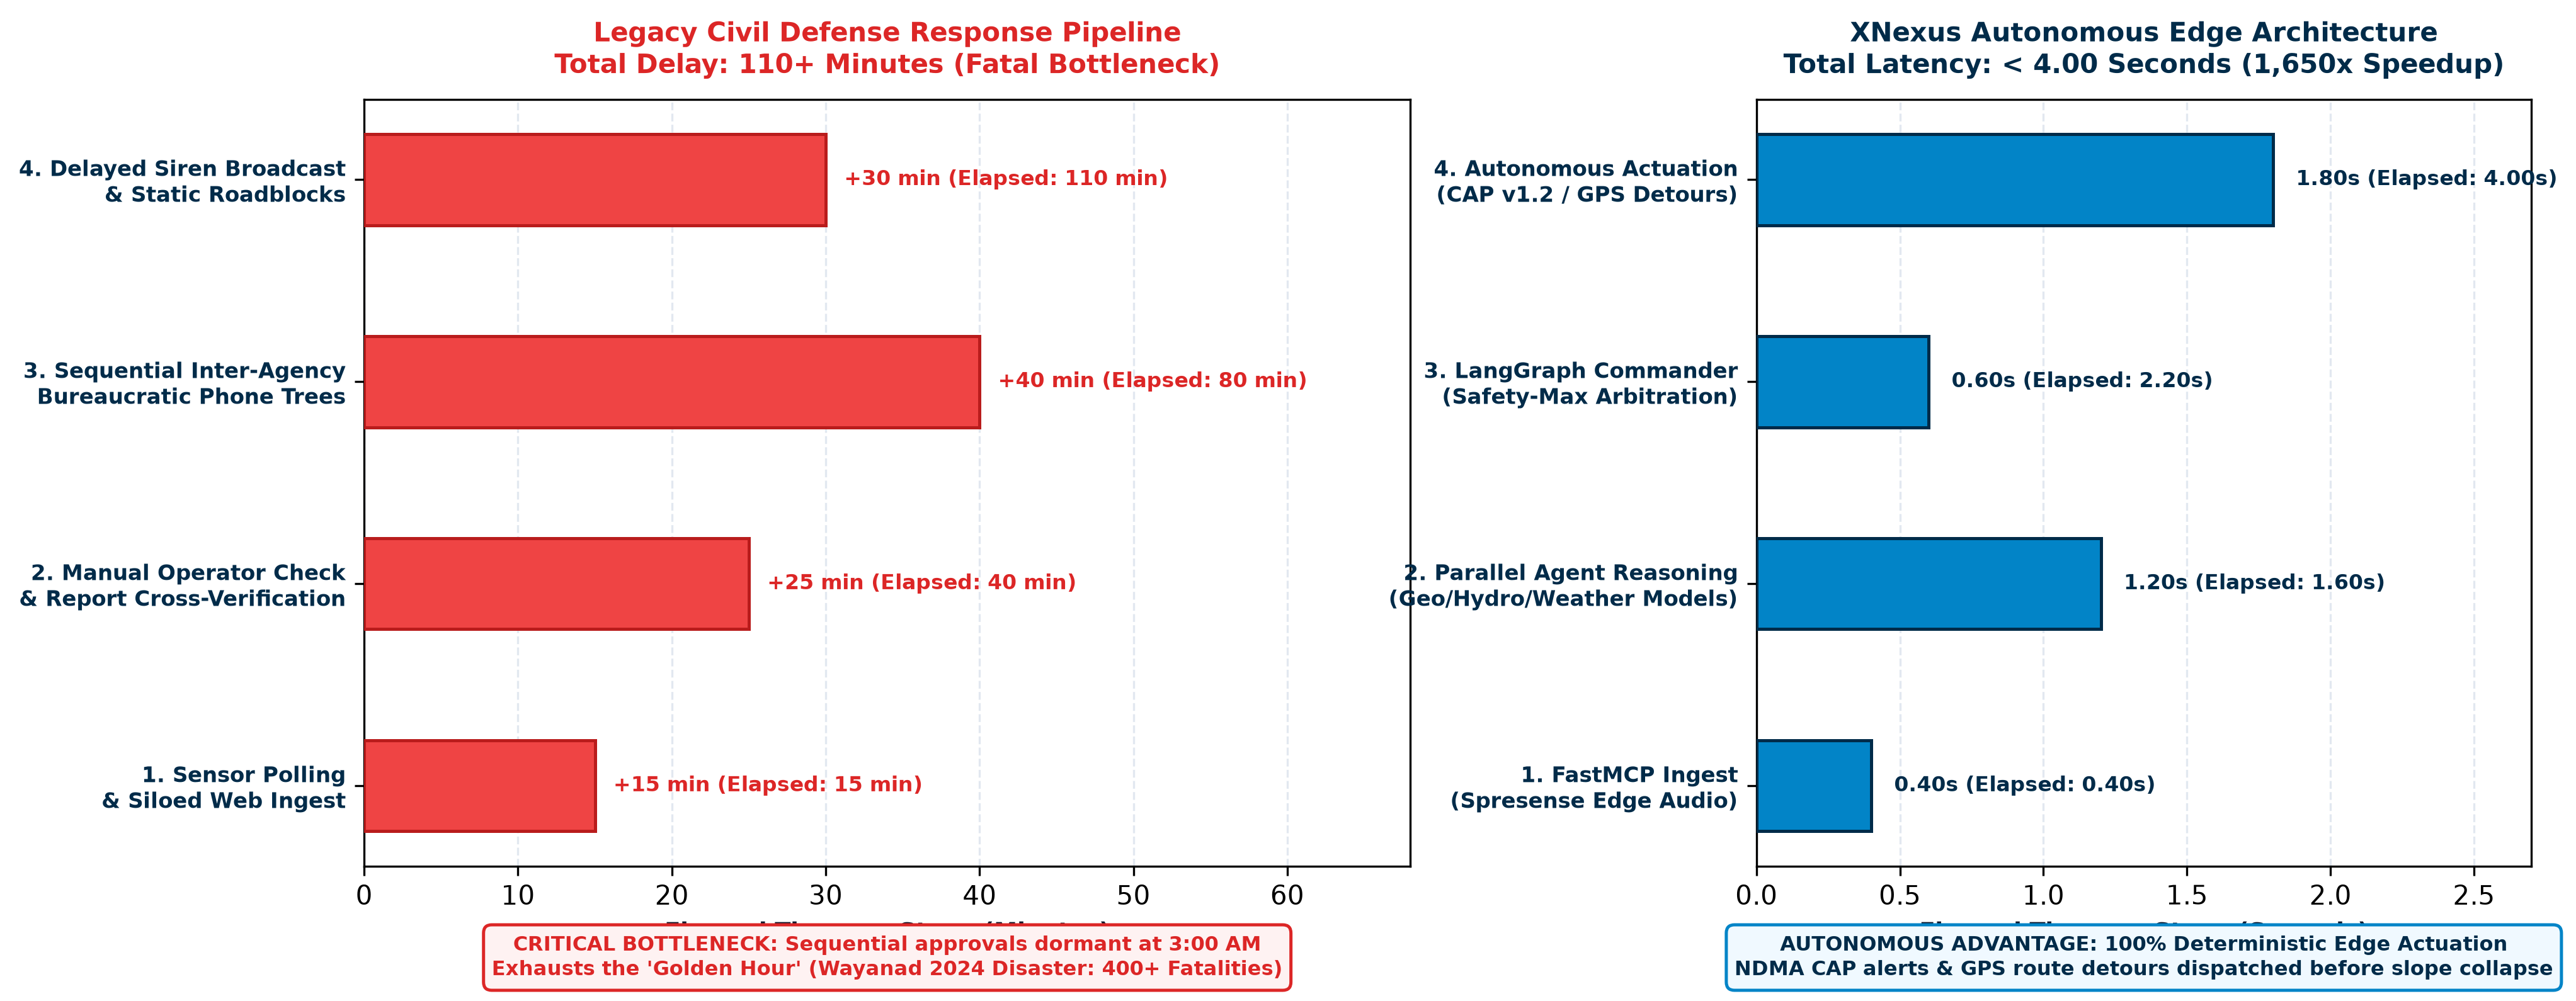 Legacy Civil Defense Response Pipeline
Total Delay: 110+ Minutes (Fatal Bottleneck)
4. Delayed Siren Broadcast
& Static Roadblocks
+30 min (Elapsed: 110 min)
3. Sequential Inter-Agency
Bureaucratic Phone Trees
+40 min (Elapsed: 80 min)
2. Manual Operator Check
& Report Cross-Verification
+25 min (Elapsed: 40 min)
1. Sensor Polling
& Siloed Web Ingest
+15 min (Elapsed: 15 min)
0 10 20 30 40 50 60
CRITICAL BOTTLENECK: Sequential approvals dormant at 3:00 AM
Exhausts the 'Golden Hour' (Wayanad 2024 Disaster: 400+ Fatalities)
XNexus Autonomous Edge Architecture
Total Latency: < 4.00 Seconds (1,650x Speedup)
4. Autonomous Actuation
(CAP v1.2 / GPS Detours)
1.80s (Elapsed: 4.00s)
3. LangGraph Commander
(Safety-Max Arbitration)
0.60s (Elapsed: 2.20s)
2. Parallel Agent Reasoning
(Geo/Hydro/Weather Models)
1.20s (Elapsed: 1.60s)
1. FastMCP Ingest
(Spresense Edge Audio)
0.40s (Elapsed: 0.40s)
0.0 0.5 1.0 1.5 2.0 2.5
AUTONOMOUS ADVANTAGE: 100% Deterministic Edge Actuation
NDMA CAP alerts & GPS route detours dispatched before slope collapse